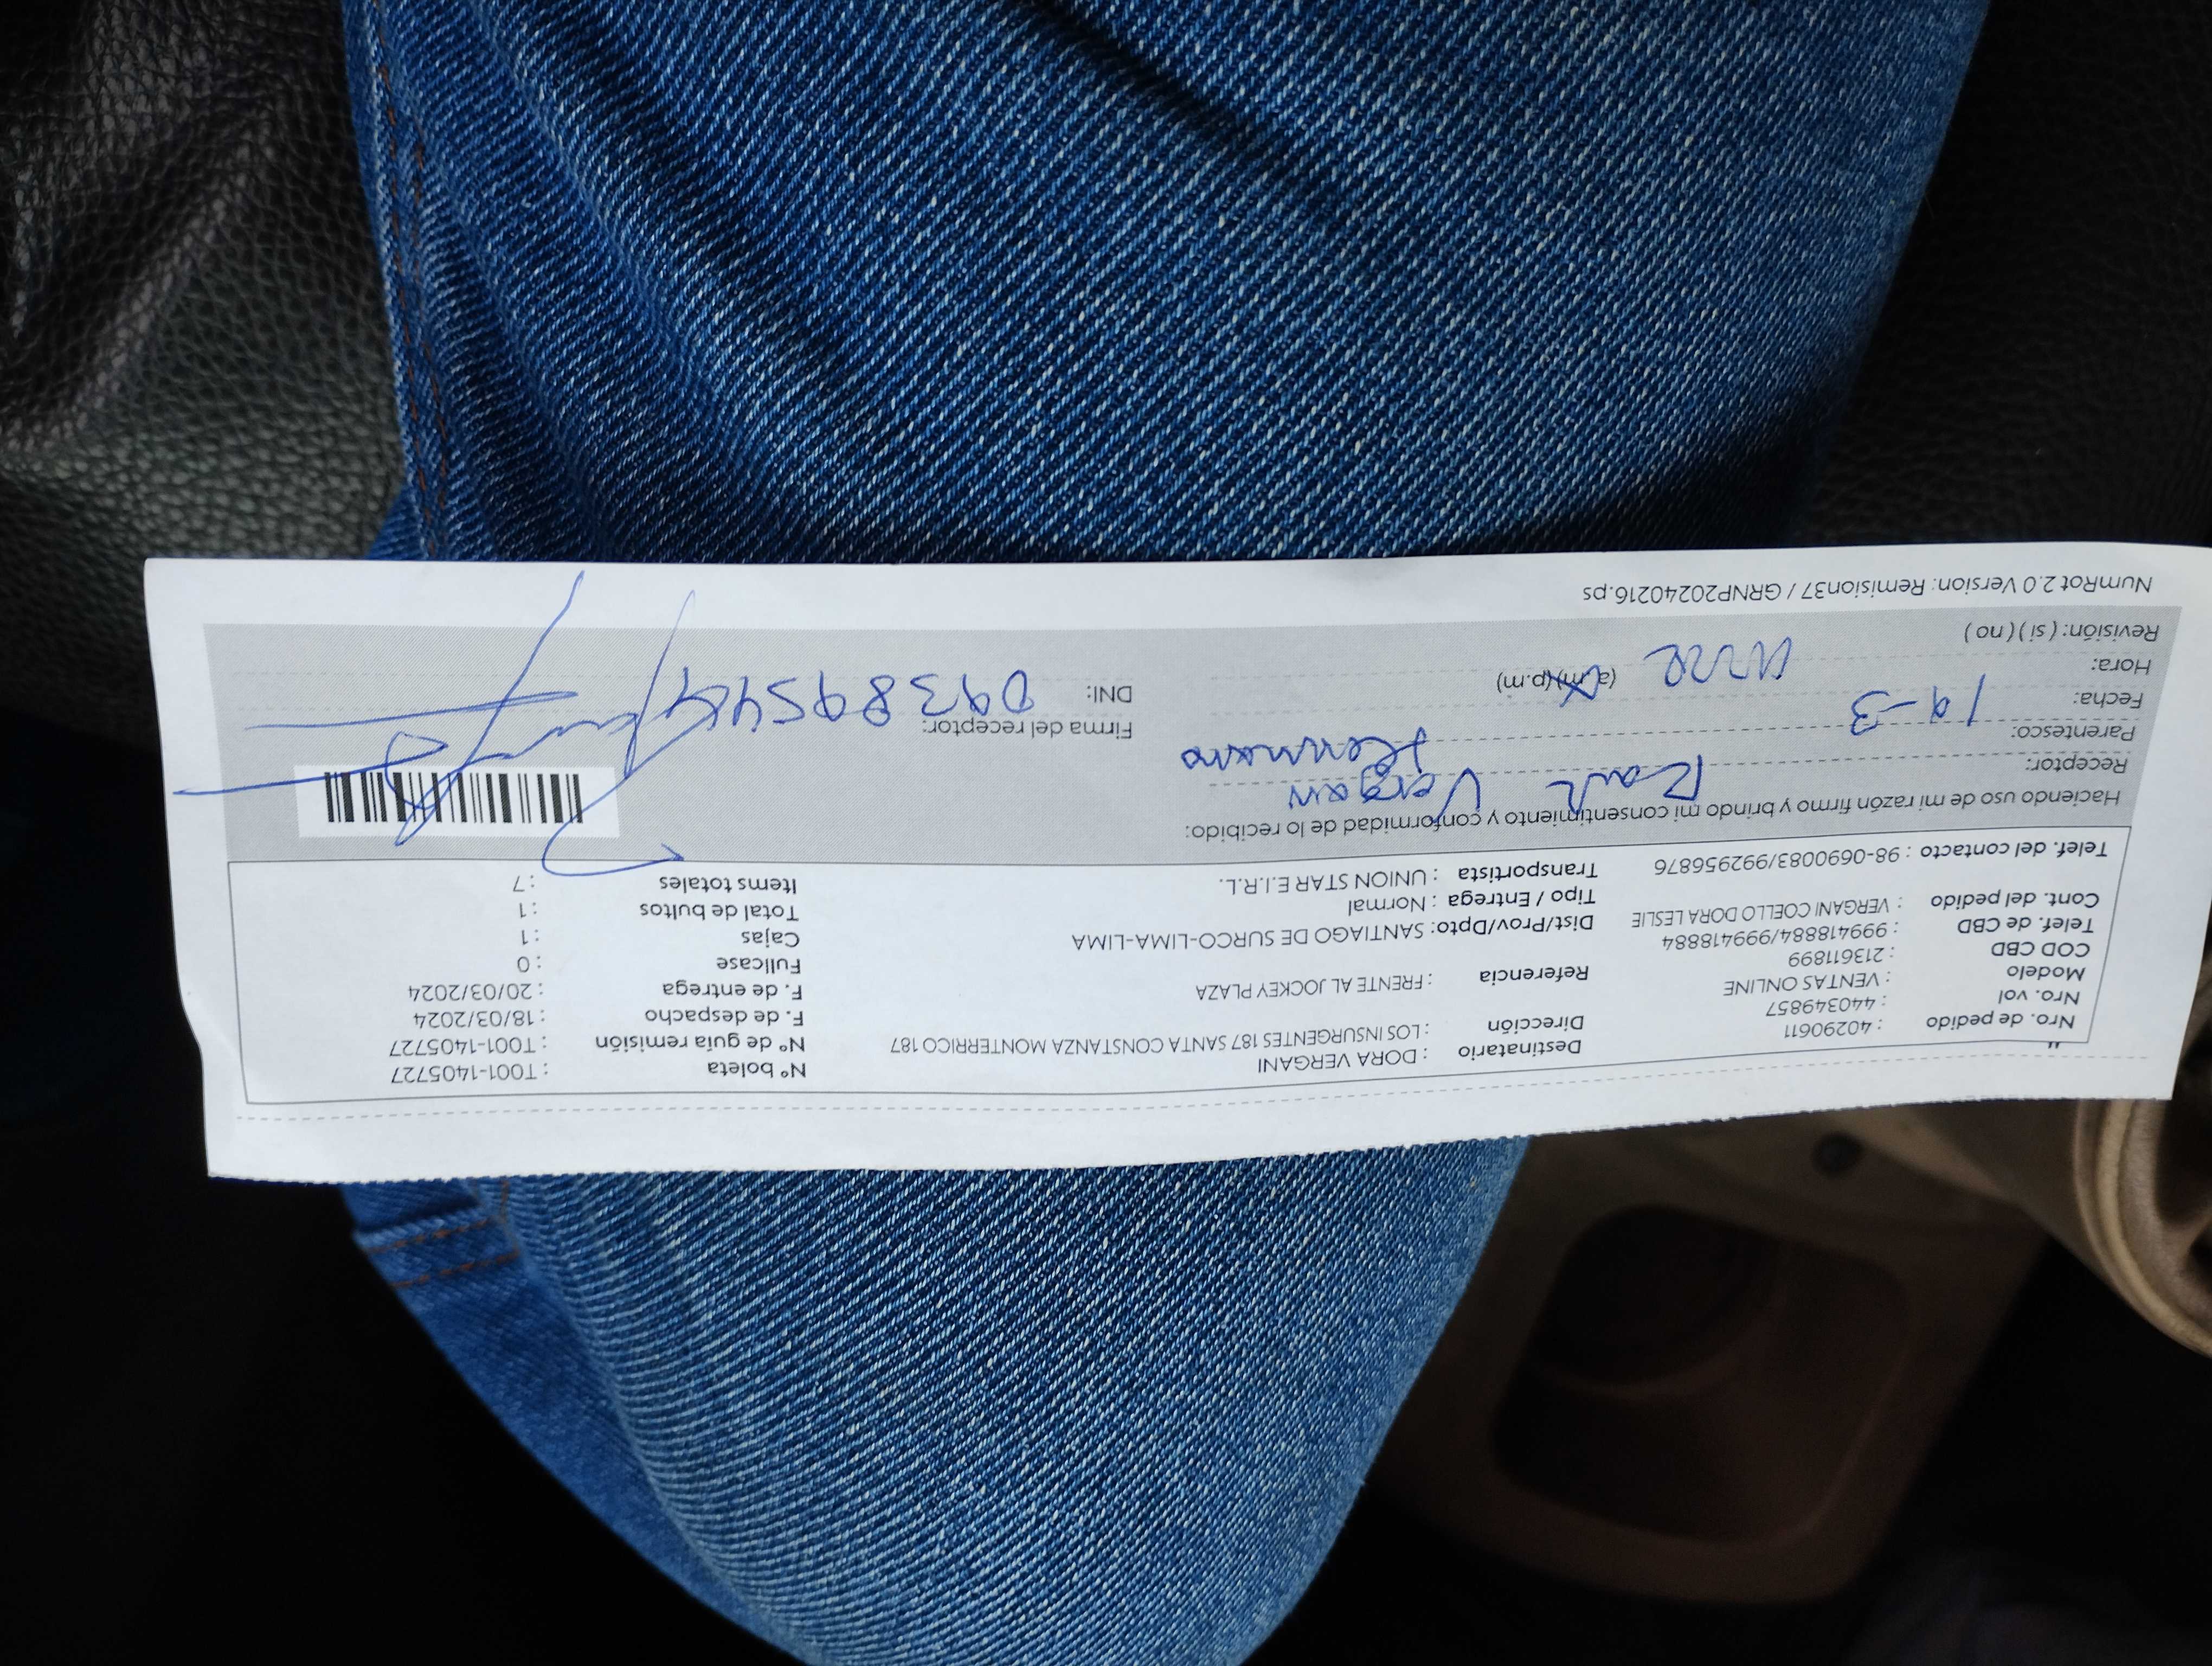 Nro. de pedido : 40290611
Nro. vol : 440349857
Modelo : VENTAS ONLINE
COD CBD : 213611899
Telef. de CBD : 999418884/999418884
Cont. del pedido : VERGANI COELLO DORA LESLIE
Telef. del contacto : 98-0690083/992956876
Destinatario : DORA VERGANI
Dirección : LOS INSURGENTES 187 SANTA CONSTANZA MONTERRICO 187
Referencia : FRENTE AL JOCKEY PLAZA
Dist/Prov/Dpto: SANTIAGO DE SURCO-LIMA-LIMA
Tipo / Entrega : Normal
Transportista : UNION STAR E.I.R.L.
N° boleta : T001-1405727
N° de guía remisión : T001-1405727
F. de despacho : 18/03/2024
F. de entrega : 20/03/2024
Fullcase : 0
Cajas : 1
Total de bultos : 1
Items totales : 7
Haciendo uso de mi razón firmo y brindo mi consentimiento y conformidad de lo recibido:
Receptor: Raul Vergani
Parentesco: Hermano
Fecha: 19-3
Hora: (a.m)(p.m)
Revisión: (si)(no)
Firma del receptor:
DNI:
NumRot 2.0 Version: Remision37 / GRNP20240216.ps